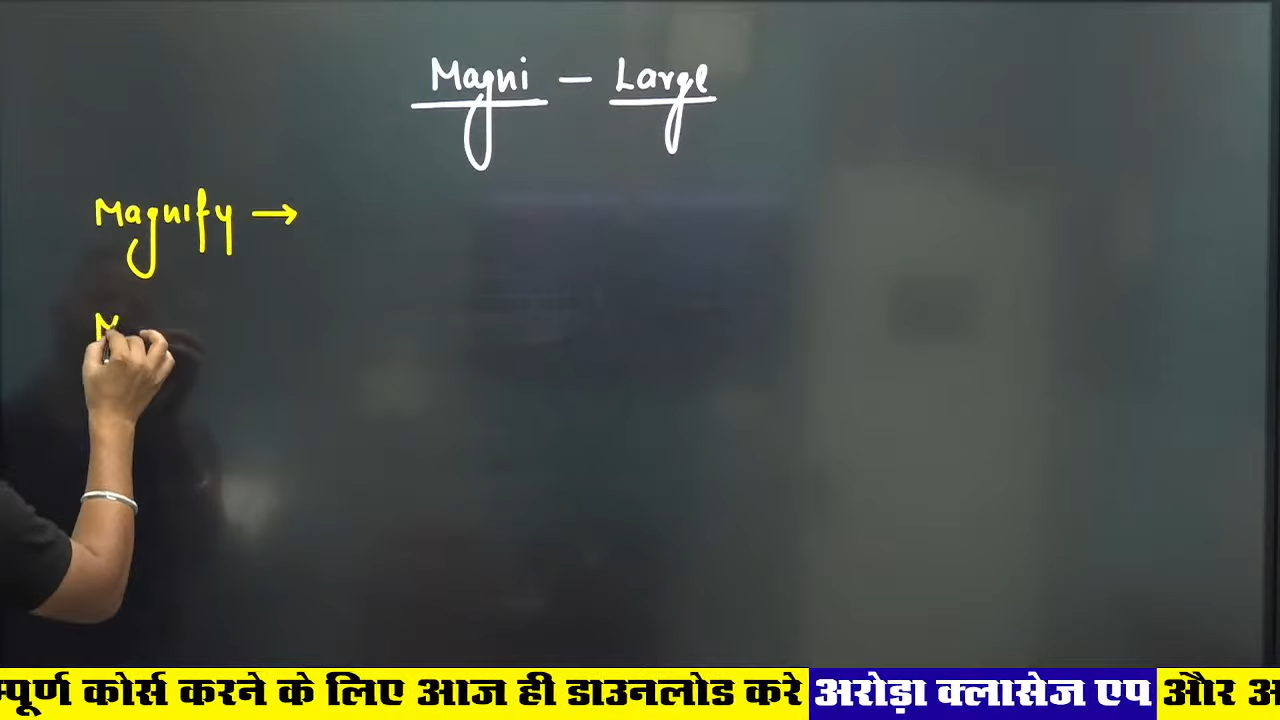 Magni - Large
Magnify →
M
म्पूर्ण कोर्स करने के लिए आज ही डाउनलोड करे अरोड़ा क्लासेज एप और अ